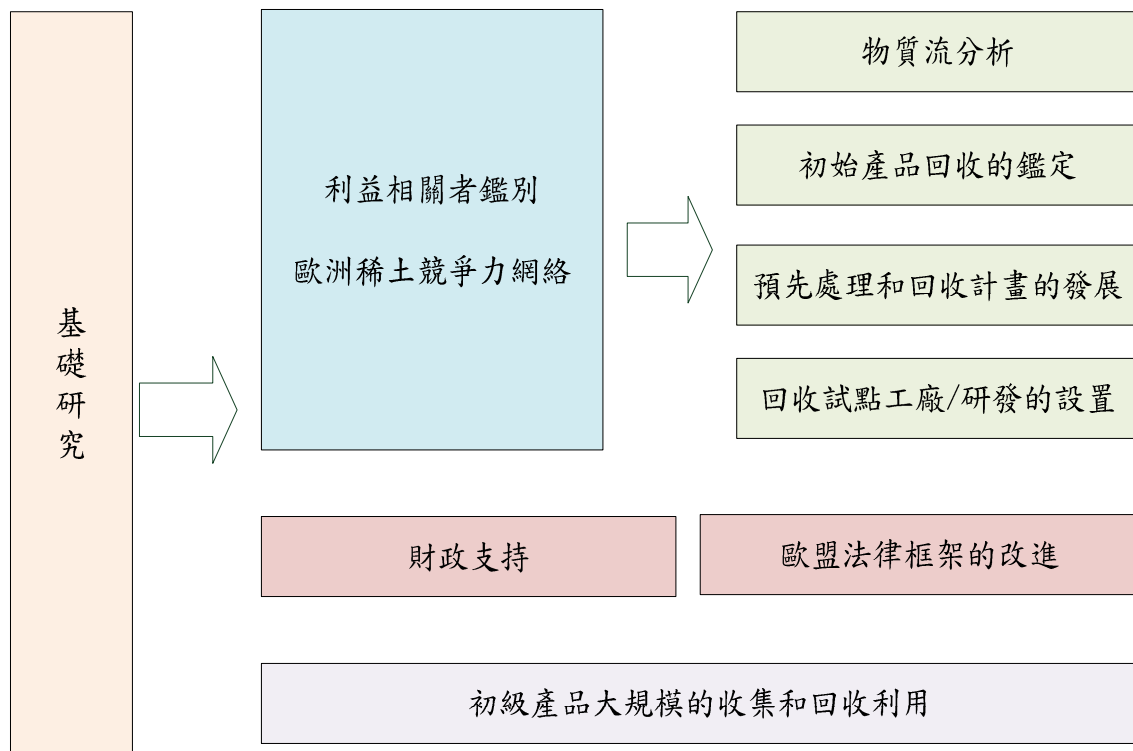 基礎研究
利益相關者鑑別
歐洲稀土競爭力網絡
物質流分析
初始產品回收的鑑定
預先處理和回收計畫的發展
回收試點工廠/研發的設置
財政支持
歐盟法律框架的改進
初級產品大規模的收集和回收利用